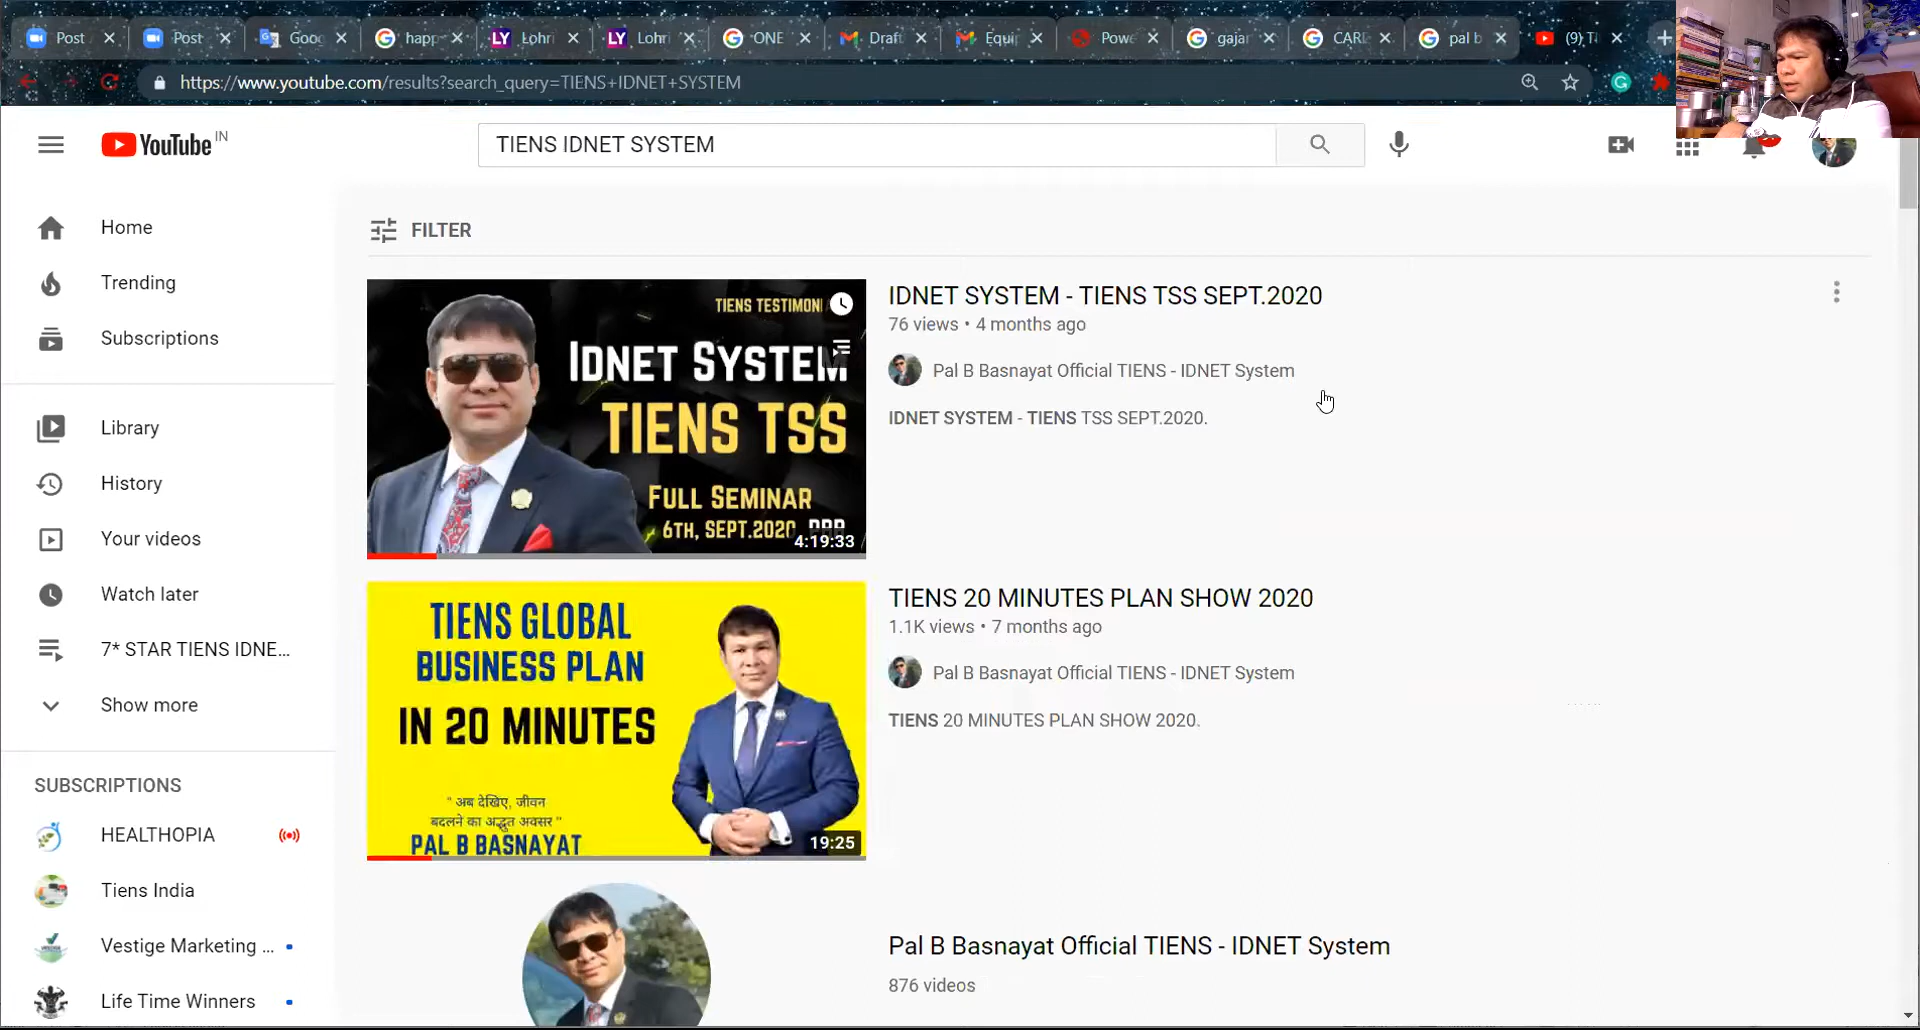 Post
Post
Gooc
happ
Lohri
Lohri
ONE
Draft
Equi
Powe
gajar
CARL
pal b
(9) Ti
https://www.youtube.com/results?search_query=TIENS+IDNET+SYSTEM
YouTube IN
TIENS IDNET SYSTEM
Home
Trending
Subscriptions
Library
History
Your videos
Watch later
7* STAR TIENS IDNE...
Show more
SUBSCRIPTIONS
HEALTHOPIA
Tiens India
Vestige Marketing ...
Life Time Winners
FILTER
TIENS TESTIMONI
IDNET SYSTEM
TIENS TSS
FULL SEMINAR
6TH, SEPT.2020
4:19:33
IDNET SYSTEM - TIENS TSS SEPT.2020
76 views • 4 months ago
Pal B Basnayat Official TIENS - IDNET System
IDNET SYSTEM - TIENS TSS SEPT.2020.
TIENS GLOBAL
BUSINESS PLAN
IN 20 MINUTES
" अब देखिए, जीवन
बदलने का अद्भुत अवसर "
PAL B BASNAYAT
19:25
TIENS 20 MINUTES PLAN SHOW 2020
1.1K views • 7 months ago
Pal B Basnayat Official TIENS - IDNET System
TIENS 20 MINUTES PLAN SHOW 2020.
Pal B Basnayat Official TIENS - IDNET System
876 videos